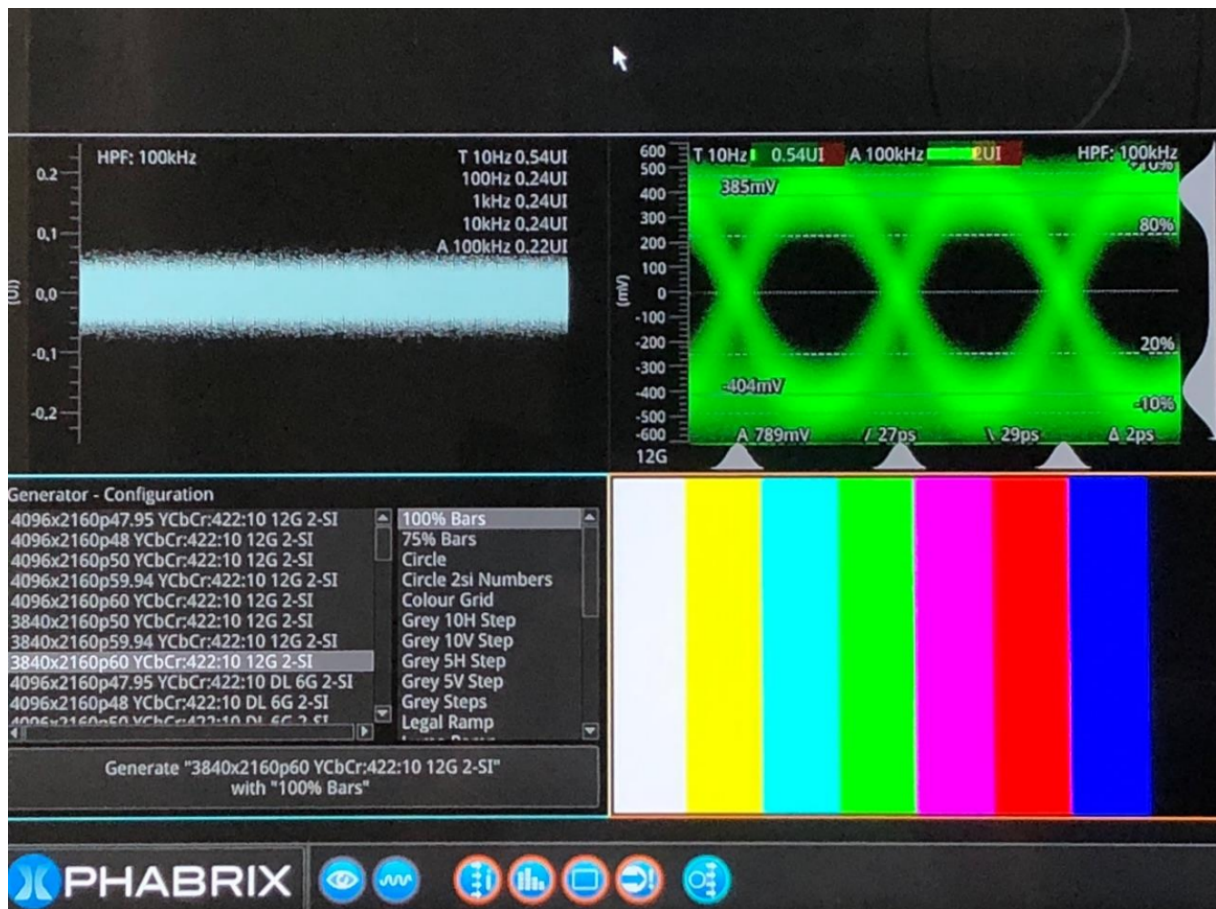 HPF: 100kHz
T 10Hz 0.54UI
100Hz 0.24UI
1kHz 0.24UI
10kHz 0.24UI
A 100kHz 0.22UI
0.2
0.1
0.0
-0.1
-0.2
(UI)
T 10Hz 0.54UI A 100kHz 2UI HPF: 100kHz
600
500
400
300
200
100
0
-100
-200
-300
-400
-500
-600
(mV)
385mV
80%
20%
-404mV
-10%
A 789mV / 27ps \ 29ps Δ 2ps
12G
Generator - Configuration
4096x2160p47.95 YCbCr:422:10 12G 2-SI
4096x2160p48 YCbCr:422:10 12G 2-SI
4096x2160p50 YCbCr:422:10 12G 2-SI
4096x2160p59.94 YCbCr:422:10 12G 2-SI
4096x2160p60 YCbCr:422:10 12G 2-SI
3840x2160p50 YCbCr:422:10 12G 2-SI
3840x2160p59.94 YCbCr:422:10 12G 2-SI
3840x2160p60 YCbCr:422:10 12G 2-SI
4096x2160p47.95 YCbCr:422:10 DL 6G 2-SI
4096x2160p48 YCbCr:422:10 DL 6G 2-SI
100% Bars
75% Bars
Circle
Circle 2si Numbers
Colour Grid
Grey 10H Step
Grey 10V Step
Grey 5H Step
Grey 5V Step
Grey Steps
Legal Ramp
Generate "3840x2160p60 YCbCr:422:10 12G 2-SI"
with "100% Bars"
PHABRIX